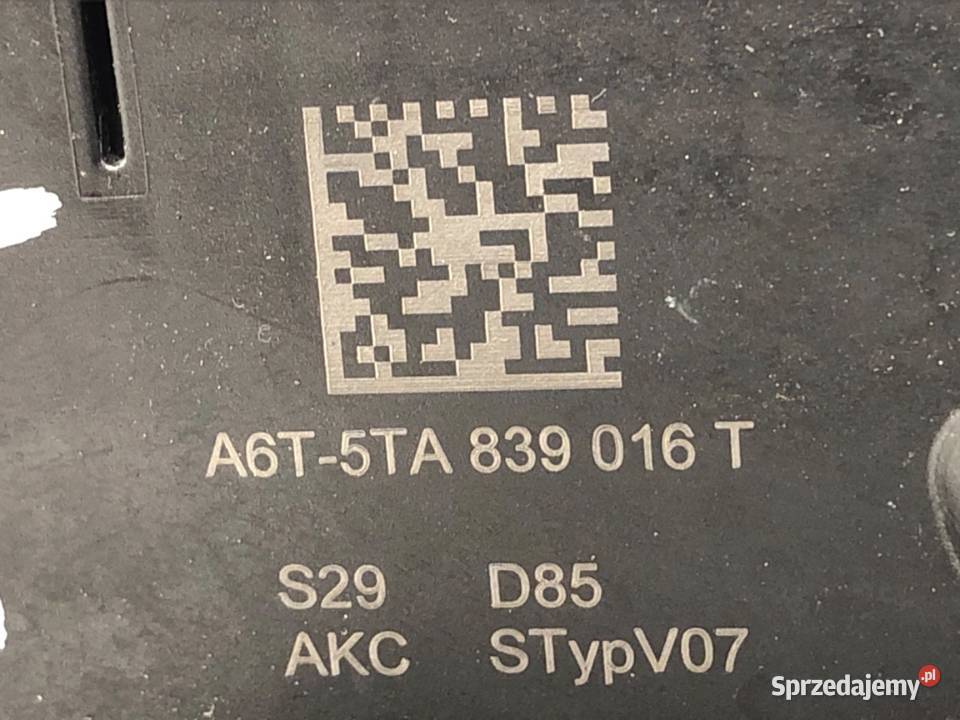 A6T-5TA 839 016 T
S29 D85
AKC STypV07
Sprzedajemy.pl